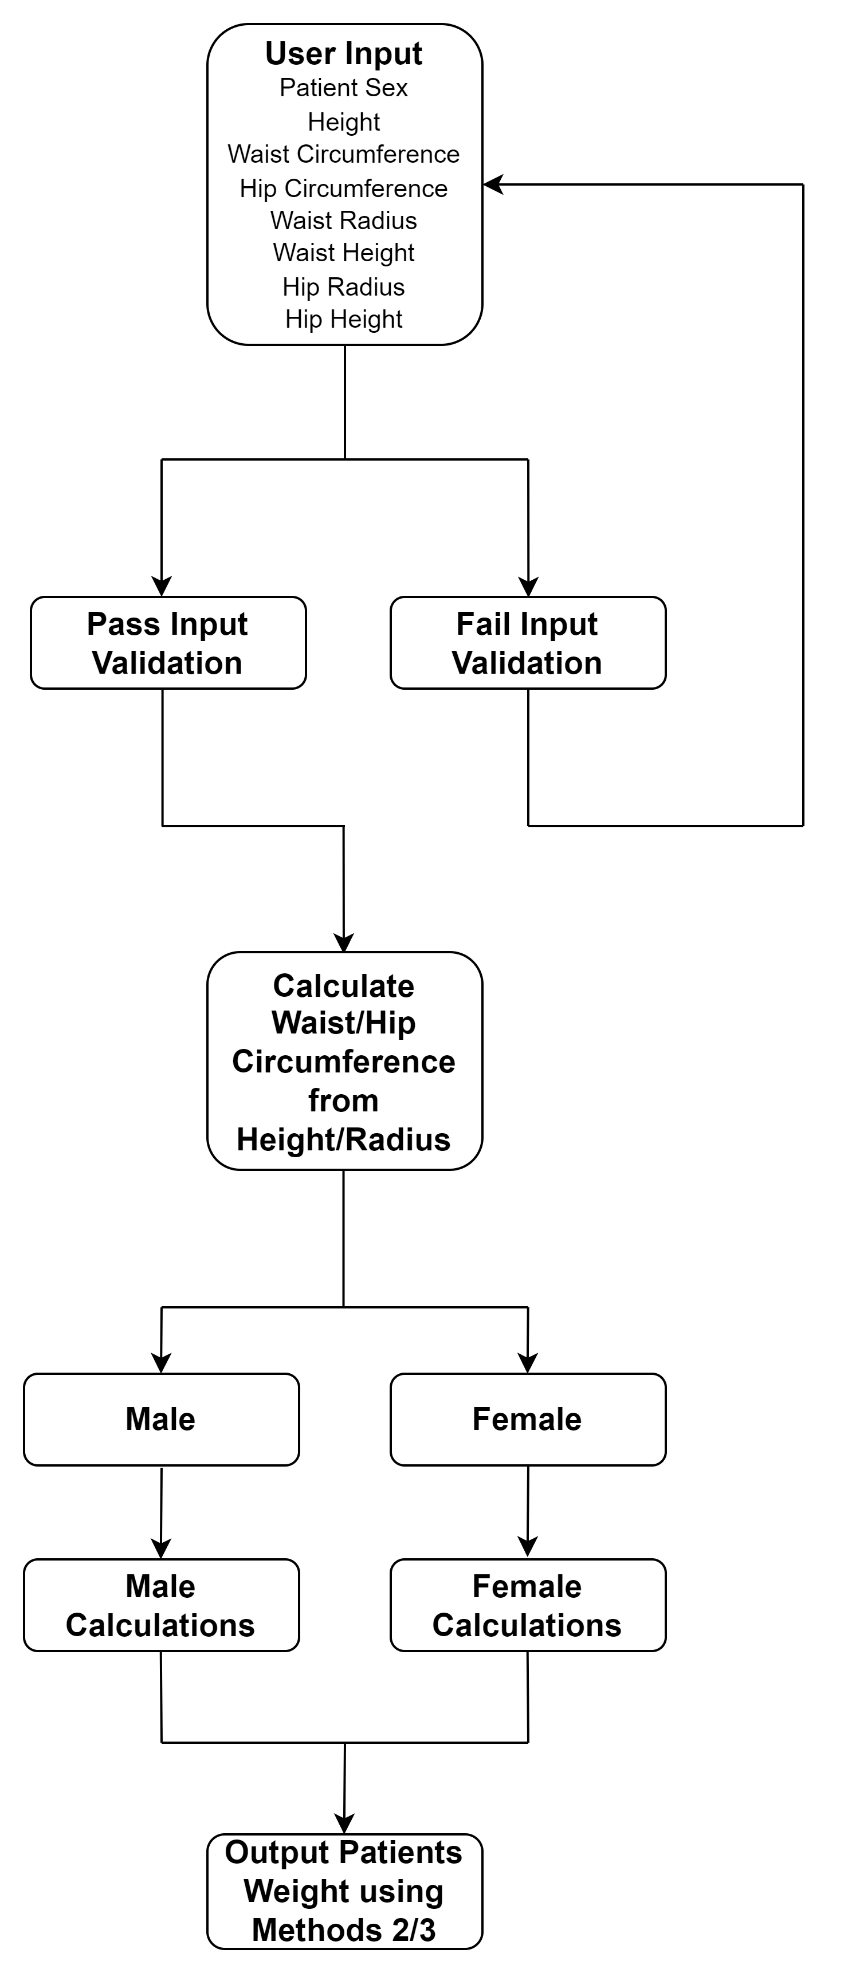 User Input
Patient Sex
Height
Waist Circumference
Hip Circumference
Waist Radius
Waist Height
Hip Radius
Hip Height
Pass Input
Validation
Fail Input
Validation
Calculate
Waist/Hip
Circumference
from
Height/Radius
Male
Female
Male
Calculations
Female
Calculations
Output Patients
Weight using
Methods 2/3